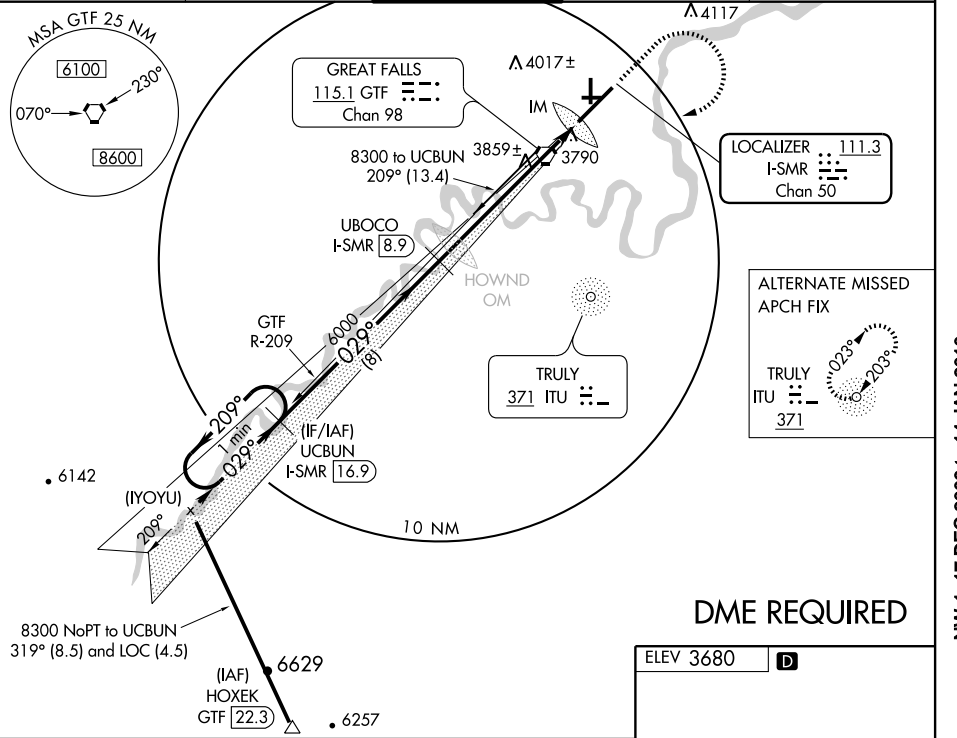 MSA GTF 25 NM
6100
230°
070°
8600
GREAT FALLS
115.1 GTF
Chan 98
4017±
4117
IM
3859±
3790
8300 to UCBUN
209° (13.4)
LOCALIZER 111.3
I-SMR
Chan 50
UBOCO
I-SMR 8.9
HOWND
OM
GTF
R-209
6000
029°
(8)
TRULY
371 ITU
ALTERNATE MISSED
APCH FIX
023°
203°
TRULY
ITU
371
209°
1 min
029°
(IF/IAF)
UCBUN
I-SMR 16.9
6142
(IYOYU)
209°
10 NM
8300 NoPT to UCBUN
319° (8.5) and LOC (4.5)
6629
(IAF)
HOXEK
GTF 22.3
6257
DME REQUIRED
ELEV 3680
D